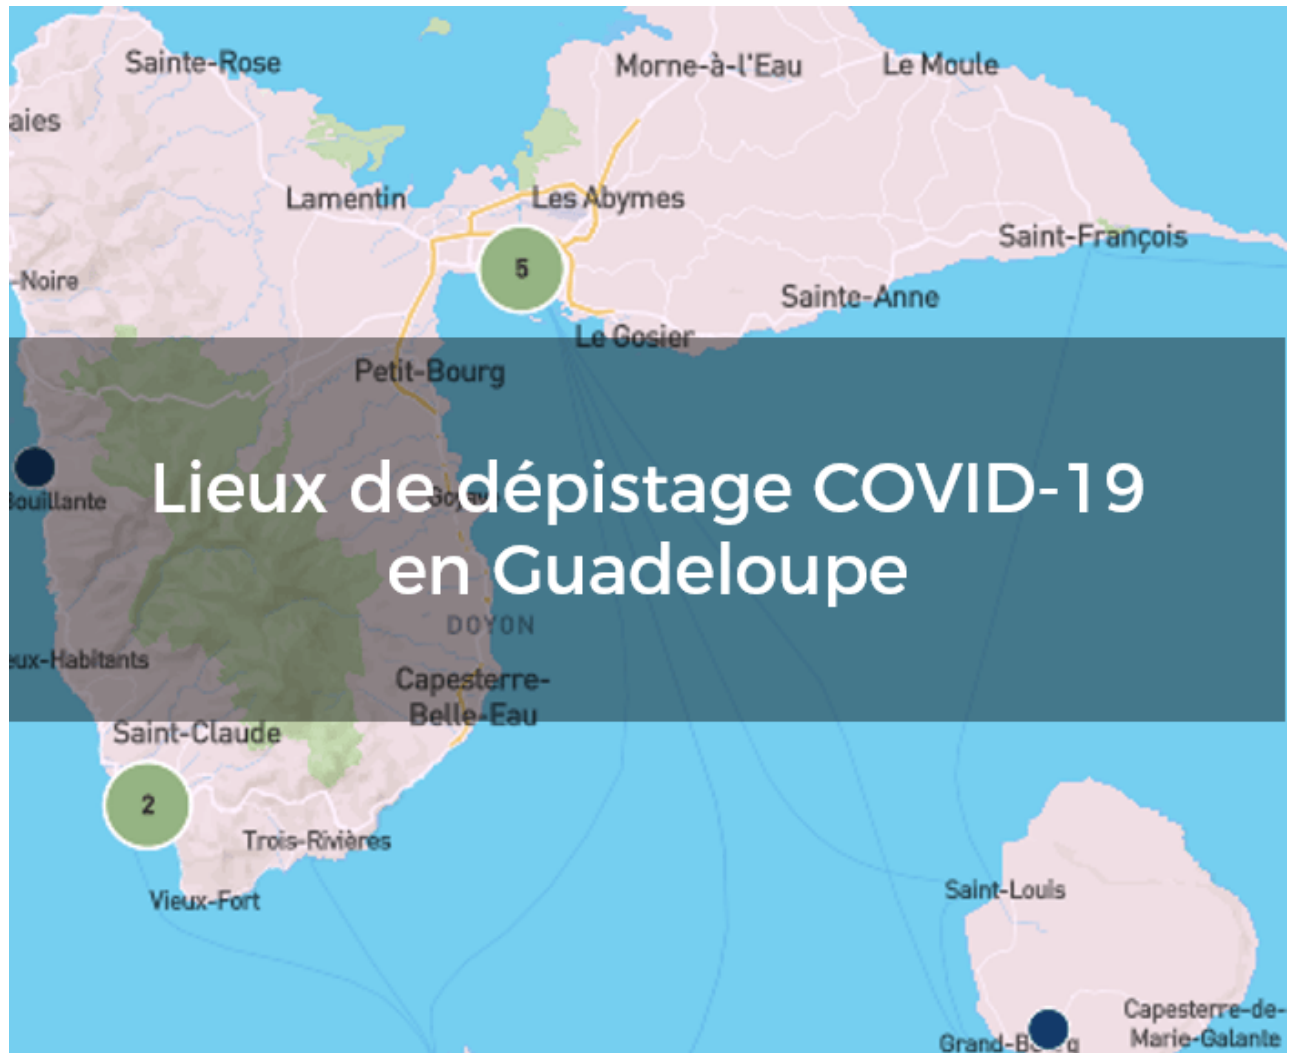 Sainte-Rose
Morne-à-l'Eau
Le Moule
aies
Lamentin
Les Abymes
Saint-François
5
-Noire
Sainte-Anne
Le Gosier
Petit-Bourg
Lieux de dépistage COVID-19
en Guadeloupe
Bouillante
DOYON
eux-Habitants
Capesterre-
Belle-Eau
Saint-Claude
2
Trois-Rivières
Vieux-Fort
Saint-Louis
Capesterre-de-
Marie-Galante